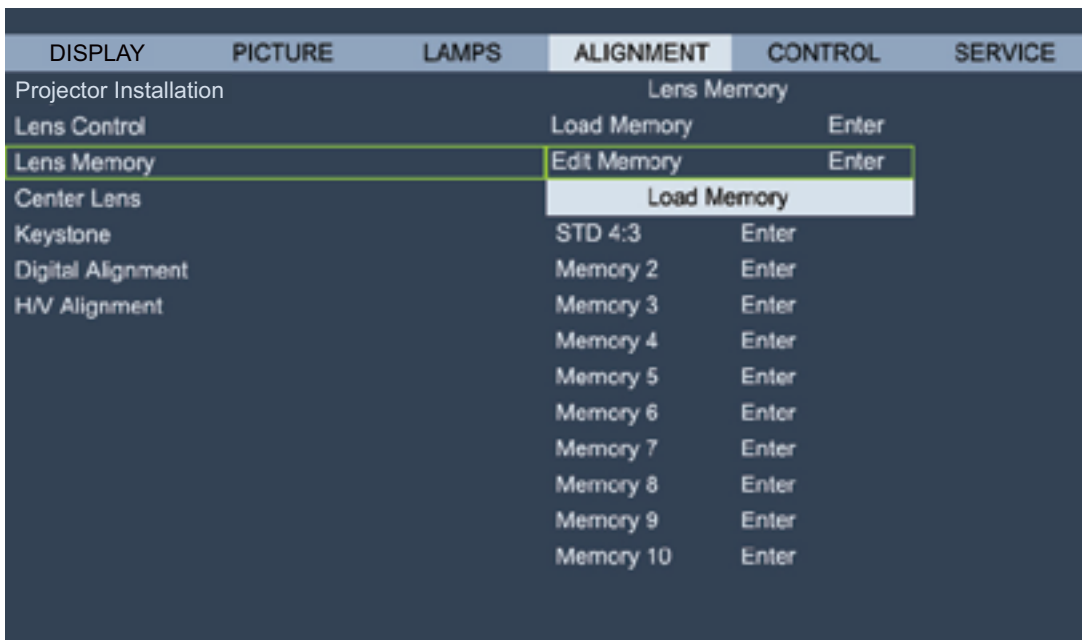 DISPLAY PICTURE LAMPS ALIGNMENT CONTROL SERVICE
Projector Installation Lens Memory
Lens Control Load Memory Enter
Lens Memory Edit Memory Enter
Center Lens Load Memory
Keystone STD 4:3 Enter
Digital Alignment Memory 2 Enter
H/V Alignment Memory 3 Enter
Memory 4 Enter
Memory 5 Enter
Memory 6 Enter
Memory 7 Enter
Memory 8 Enter
Memory 9 Enter
Memory 10 Enter